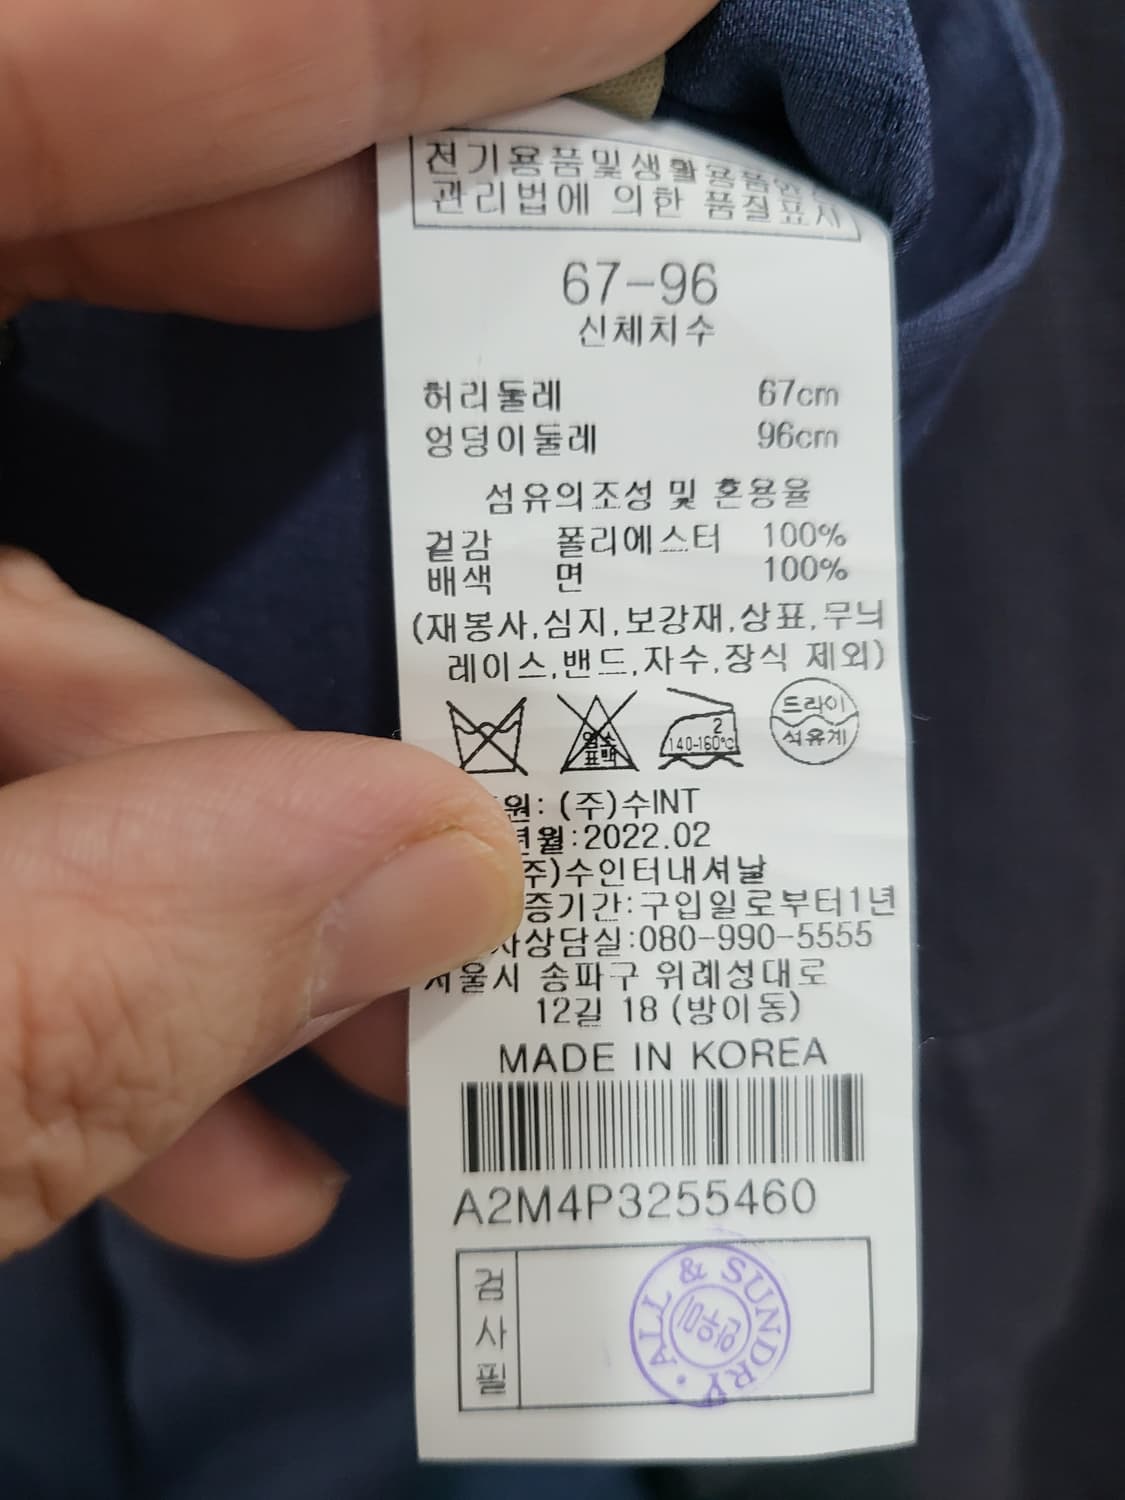 전기용품및생활용품안
관리법에 의한 품질표시
67-96
신체치수
허리둘레 67cm
엉덩이둘레 96cm
섬유의조성 및 혼용율
겉감 폴리에스터 100%
배색 면 100%
(재봉사,심지,보강재,상표,무늬
레이스,밴드,자수,장식 제외)
염소
표백
2
140-160℃
드라이
석유계
원: (주)수INT
년월:2022.02
주)수인터내셔날
증기간:구입일로부터1년
자상담실:080-990-5555
서울시 송파구 위례성대로
12길 18 (방이동)
MADE IN KOREA
A2M4P3255460
검
사
필
ALL & SUNDRY